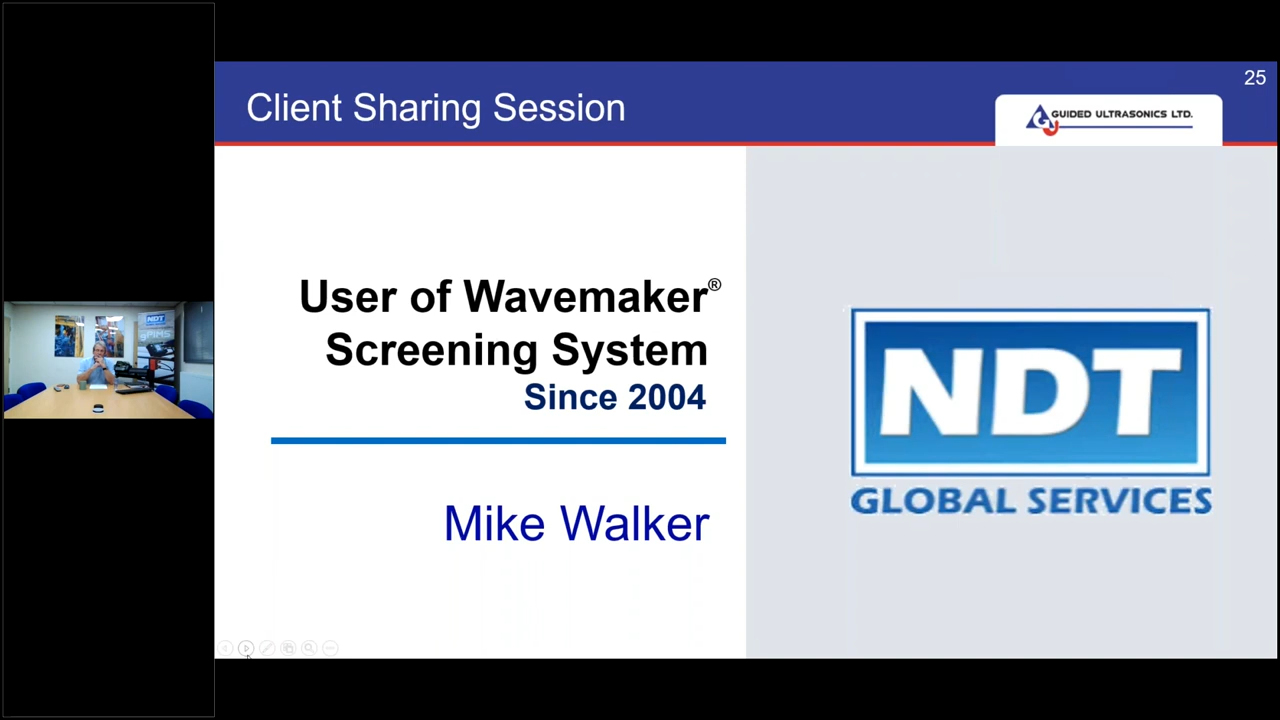 25
Client Sharing Session
GUIDED ULTRASONICS LTD.
User of Wavemaker®
Screening System
Since 2004
Mike Walker
NDT
GLOBAL SERVICES
NDT